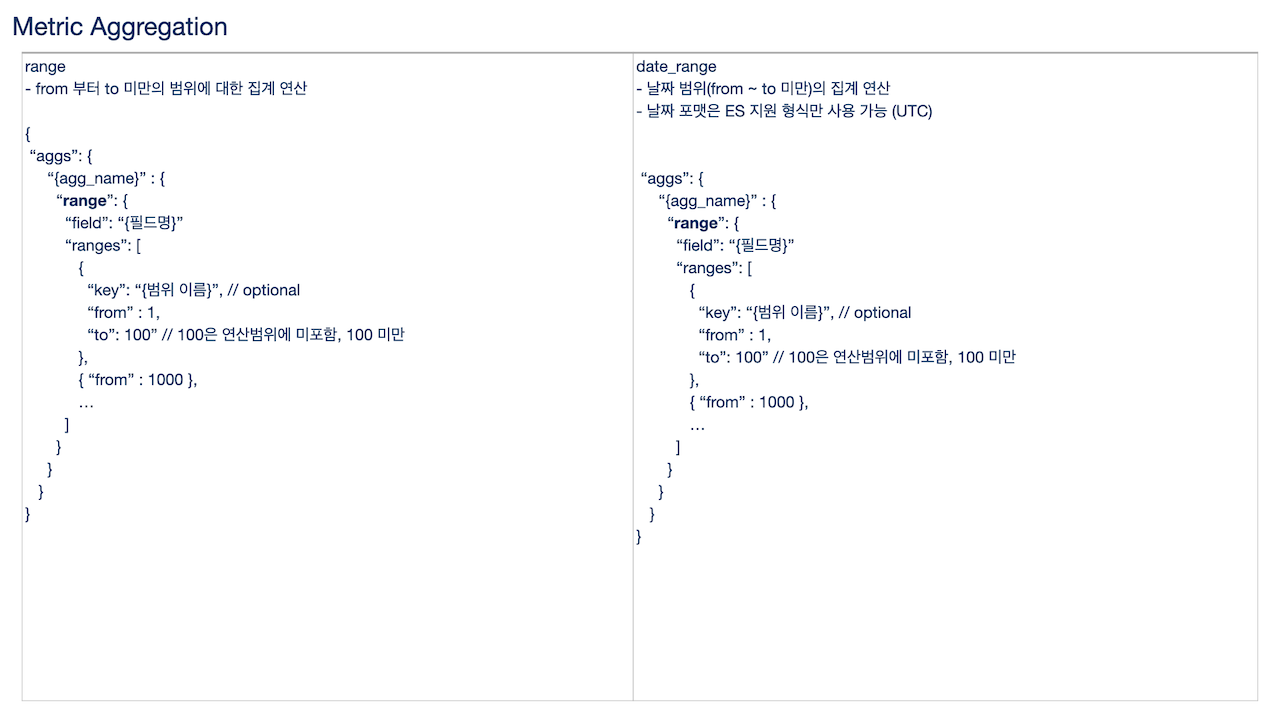 Metric Aggregation
range
- from 부터 to 미만의 범위에 대한 집계 연산
{
“aggs”: {
“{agg_name}” : {
“range”: {
“field”: “{필드명}”
“ranges”: [
{
“key”: “{범위 이름}”, // optional
“from” : 1,
“to”: 100” // 100은 연산범위에 미포함, 100 미만
},
{ “from” : 1000 },
…
]
}
}
}
}
date_range
- 날짜 범위(from ~ to 미만)의 집계 연산
- 날짜 포맷은 ES 지원 형식만 사용 가능 (UTC)
“aggs”: {
“{agg_name}” : {
“range”: {
“field”: “{필드명}”
“ranges”: [
{
“key”: “{범위 이름}”, // optional
“from” : 1,
“to”: 100” // 100은 연산범위에 미포함, 100 미만
},
{ “from” : 1000 },
…
]
}
}
}
}